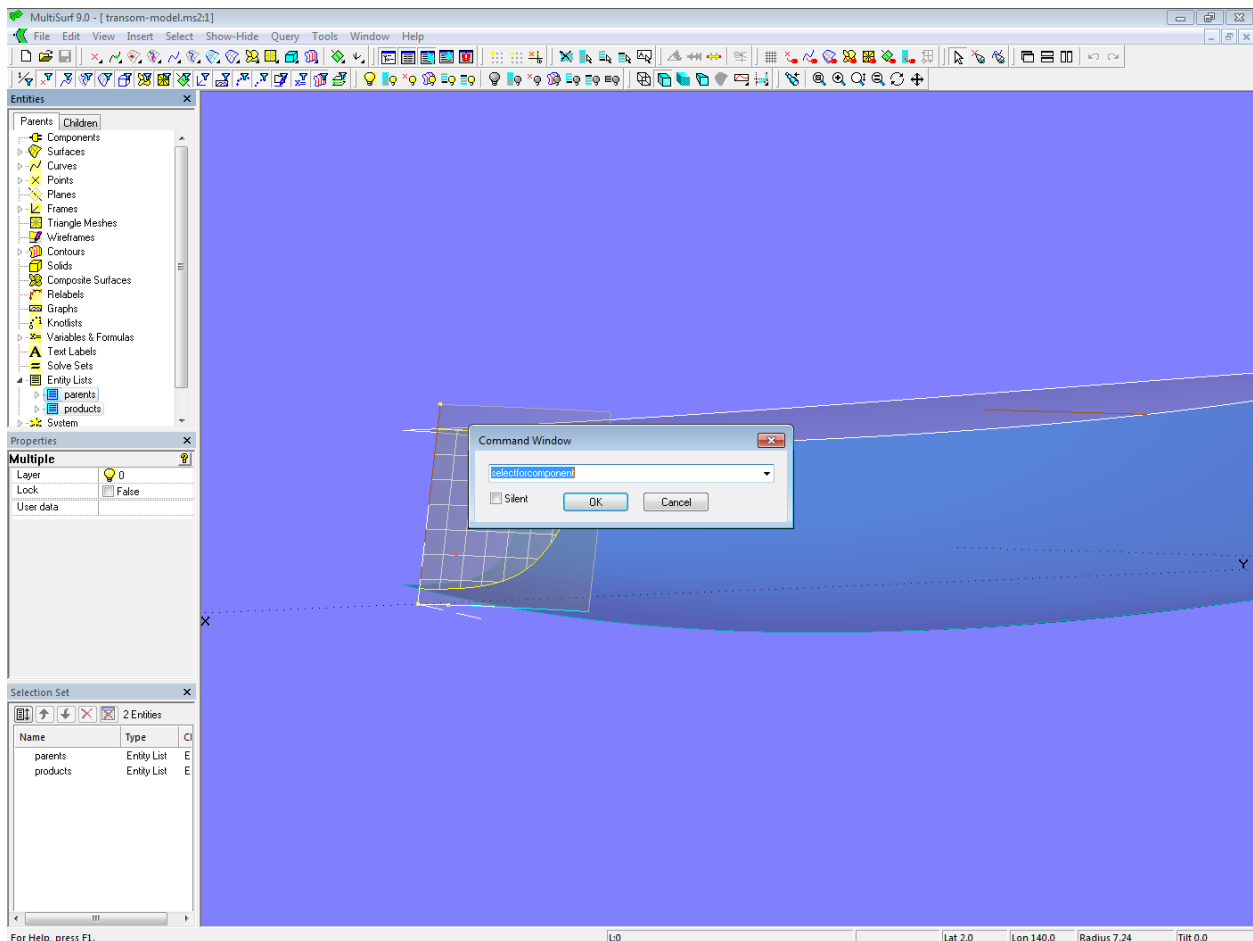 MultiSurf 9.0 - [ transom-model.ms2:1]
File Edit View Insert Select Show-Hide Query Tools Window Help
Entities
Parents Children
Components
Surfaces
Curves
Points
Planes
Frames
Triangle Meshes
Wireframes
Contours
Solids
Composite Surfaces
Relabels
Graphs
Knotlists
Variables & Formulas
A Text Labels
Solve Sets
Entity Lists
parents
products
System
Properties
Multiple
Layer 0
Lock False
User data
Selection Set
2 Entities
Name Type Cl
parents Entity List E
products Entity List E
Command Window
selectforcomponent
Silent OK Cancel
X
Y
For Help, press F1. L:0 Lat 2.0 Lon 140.0 Radius 7.24 Tilt 0.0